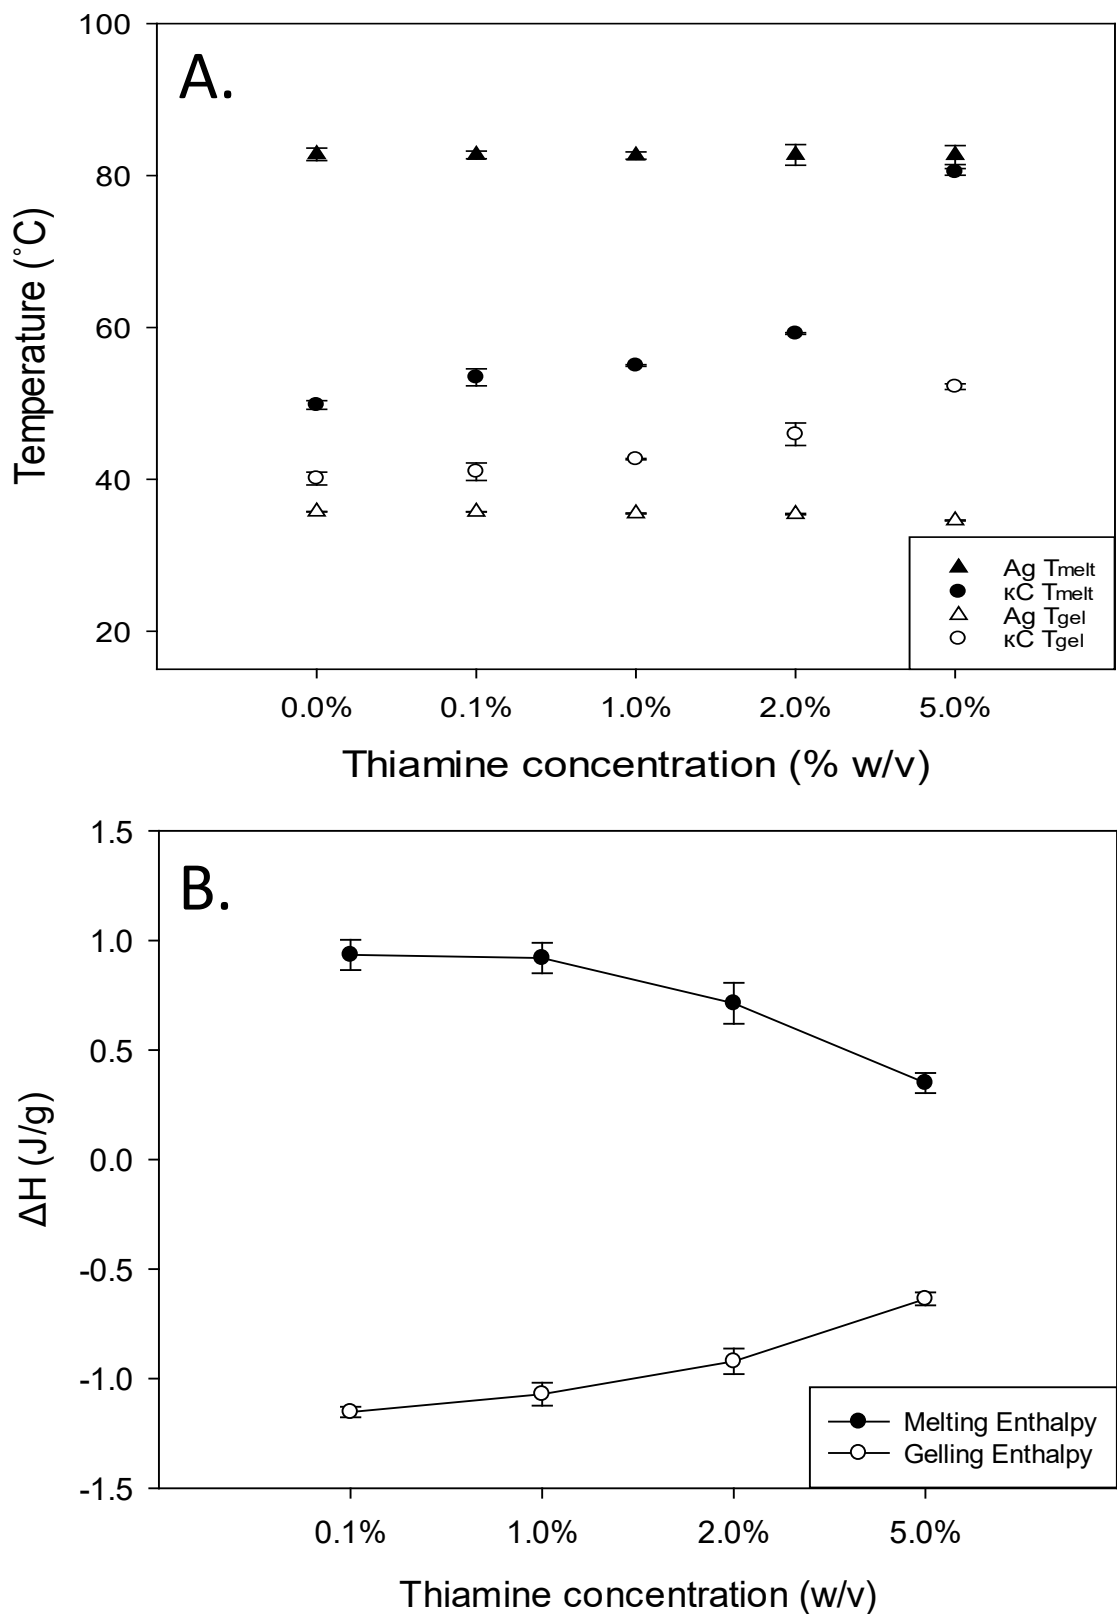 A.
100
80
60
40
20
Temperature (˚C)
0.0% 0.1% 1.0% 2.0% 5.0%
Thiamine concentration (% w/v)
Ag Tmelt
κC Tmelt
Ag Tgel
κC Tgel
B.
1.5
1.0
0.5
0.0
-0.5
-1.0
-1.5
ΔH (J/g)
Melting Enthalpy
Gelling Enthalpy
0.1% 1.0% 2.0% 5.0%
Thiamine concentration (w/v)